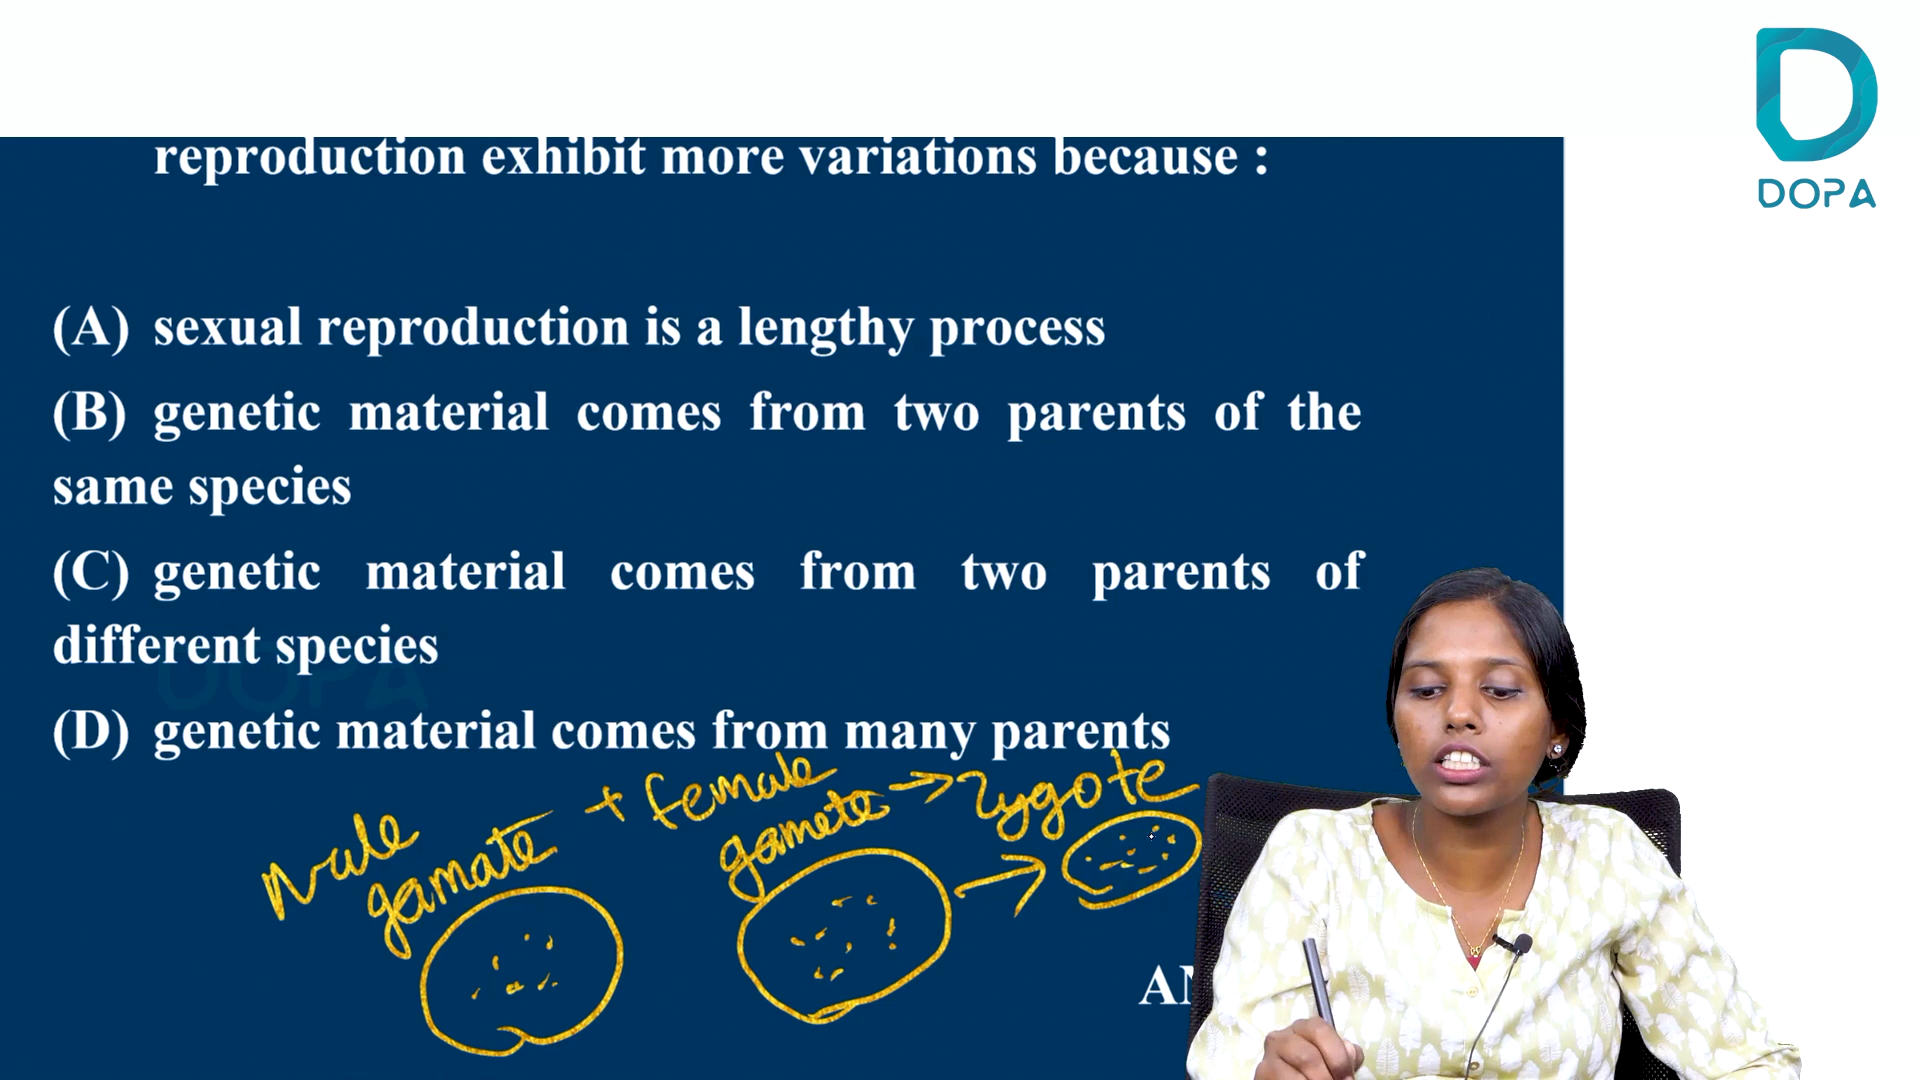 DOPA
reproduction exhibit more variations because :
(A) sexual reproduction is a lengthy process
(B) genetic material comes from two parents of the
same species
(C) genetic material comes from two parents of
different species
(D) genetic material comes from many parents
DOPA
Male gamate + female gamete → zygote